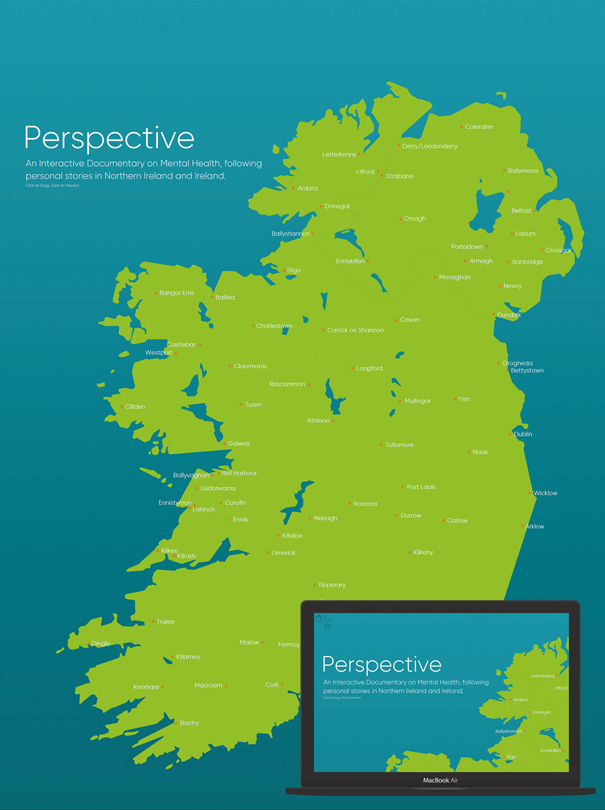 Perspective
An Interactive Documentary on Mental Health, following
personal stories in Northern Ireland and Ireland.
Click to Drag, Click to Interact
Coleraine
Derry/Londonderry
Letterkenny
Lifford
Strabane
Ballymena
Ardara
Donegal
Belfast
Omagh
Ballyshannon
Lisburn
Portadown
Crossgar
Enniskillen
Armagh
Banbridge
Sligo
Monaghan
Newry
Bangor Erris
Ballina
Dundalk
Cavan
Charlestown
Carrick on Shannon
Castlebar
Westport
Drogheda
Claremorris
Longford
Bettystown
Roscommon
Mullingar
Trim
Clifden
Tuam
Athlone
Dublin
Galway
Tullamore
Naas
Ballyvaghan
Bell Harbour
Lisdonvarna
Port Laois
Wicklow
Ennistymon
Corofin
Roscrea
Lahinch
Durrow
Ennis
Nenagh
Carlow
Arklow
Killaloe
Kilkee
Kilrush
Limerick
Kilkeny
Tipperary
Tralee
Dingle
Mallow
Fermoy
Killarney
Kenmare
Macroom
Cork
Bantry
Perspective
An Interactive Documentary on Mental Health, following
personal stories in Northern Ireland and Ireland.
Click to Drag, Click to Interact
Letterkenny
Lifford
Ardara
Donegal
Ballyshannon
Enniskillen
Sligo
MacBook Air